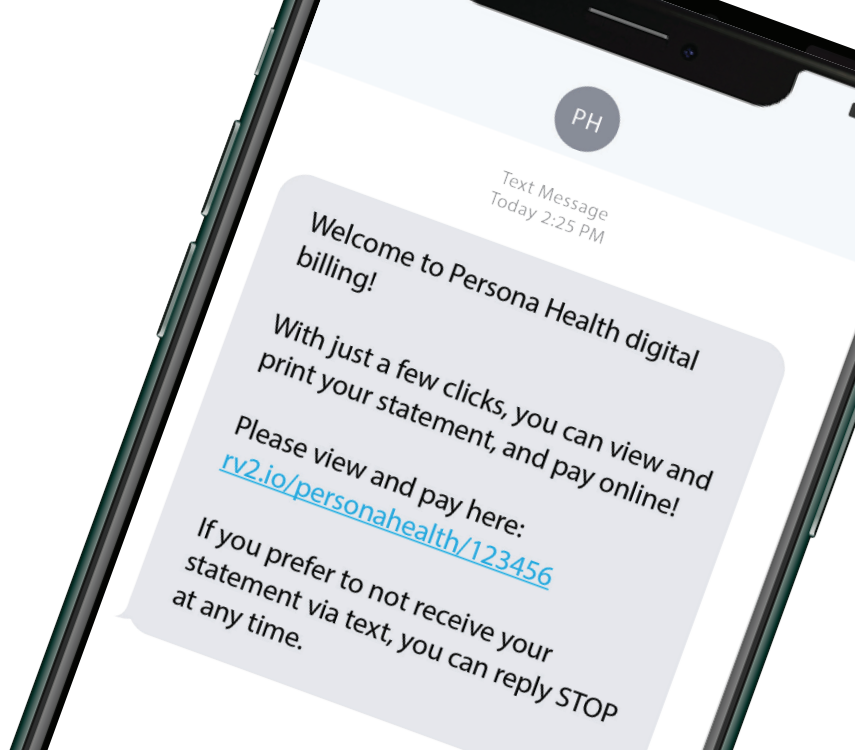 PH
Text Message
Today 2:25 PM
Welcome to Persona Health digital
billing!
With just a few clicks, you can view and
print your statement, and pay online!
Please view and pay here:
rv2.io/personahealth/123456
If you prefer to not receive your
statement via text, you can reply STOP
at any time.